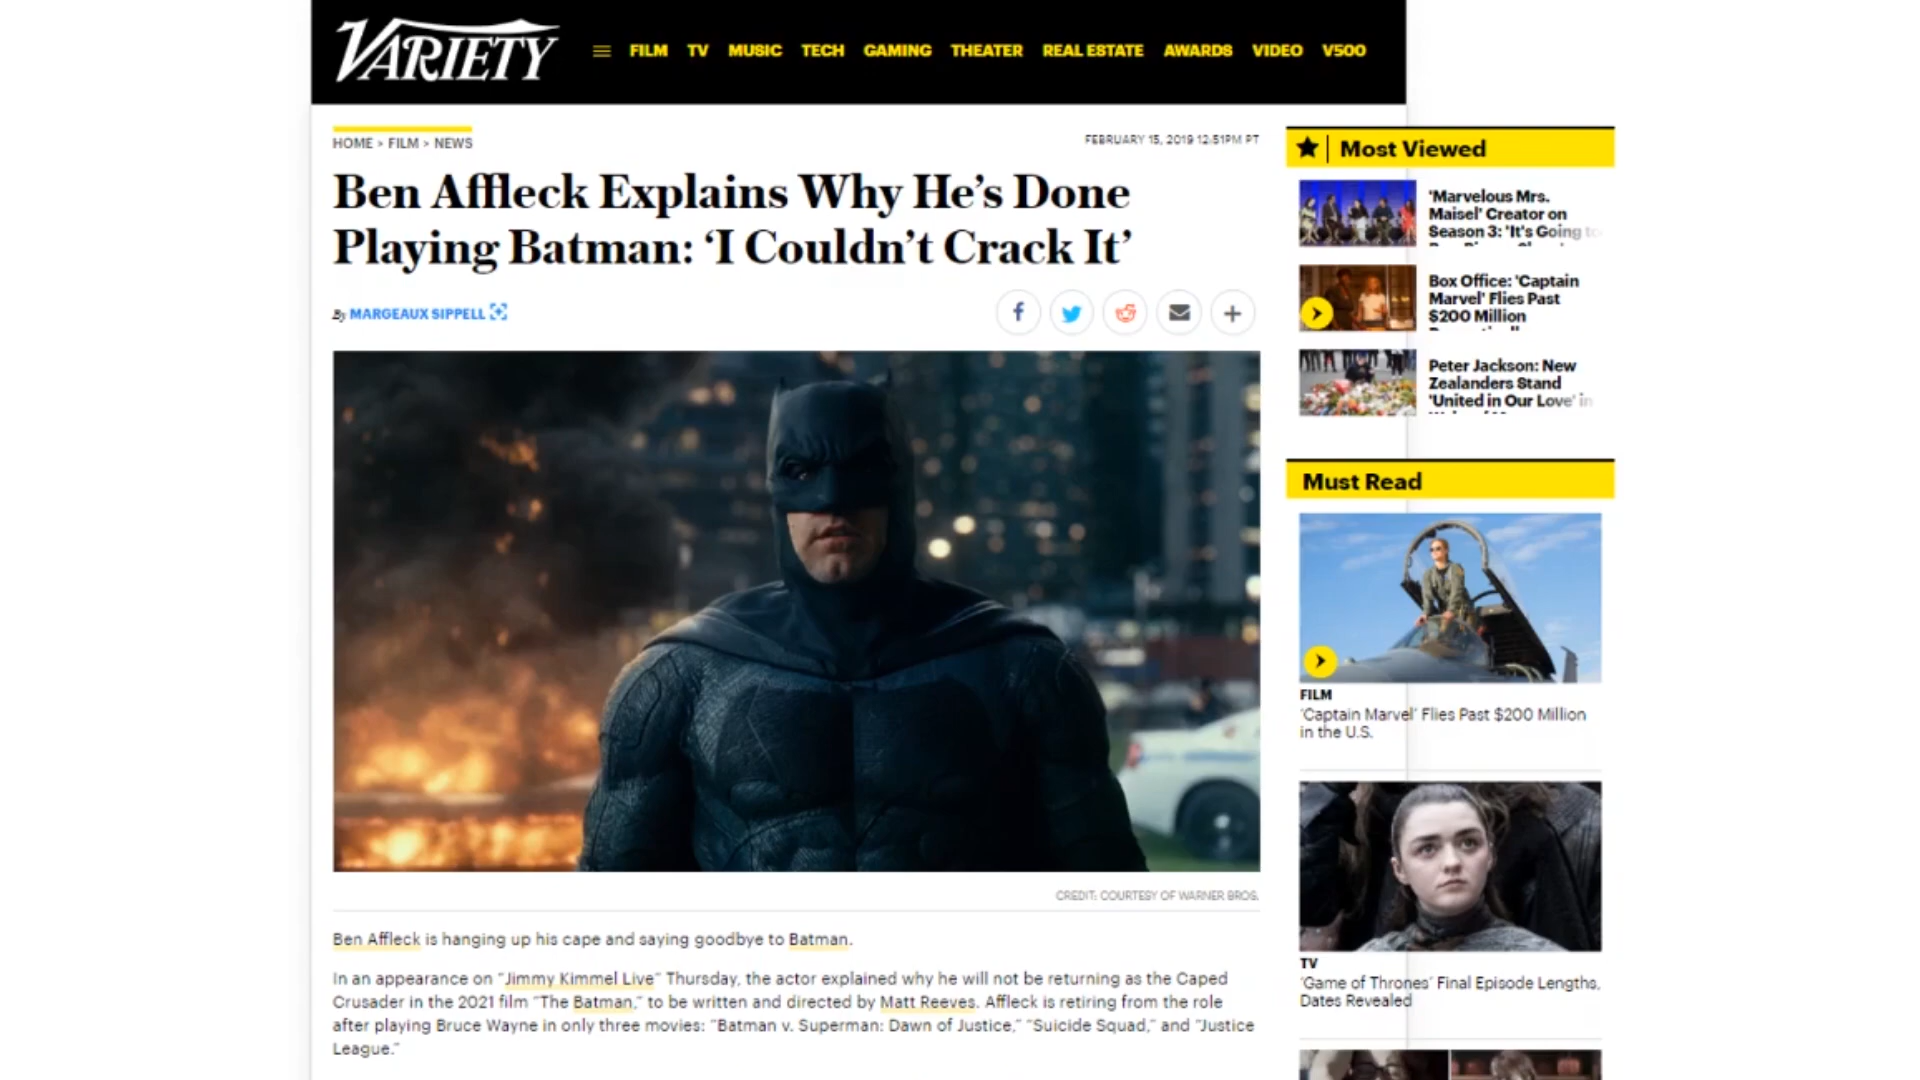 VARIETY
FILM TV MUSIC TECH GAMING THEATER REAL ESTATE AWARDS VIDEO V500
HOME > FILM > NEWS
FEBRUARY 15, 2019 12:51PM PT
Ben Affleck Explains Why He's Done
Playing Batman: 'I Couldn't Crack It'
By MARGEAUX SIPPELL
CREDIT: COURTESY OF WARNER BROS.
Ben Affleck is hanging up his cape and saying goodbye to Batman.
In an appearance on "Jimmy Kimmel Live" Thursday, the actor explained why he will not be returning as the Caped
Crusader in the 2021 film "The Batman," to be written and directed by Matt Reeves. Affleck is retiring from the role
after playing Bruce Wayne in only three movies: "Batman v. Superman: Dawn of Justice," "Suicide Squad," and "Justice
League."
Most Viewed
'Marvelous Mrs.
Maisel' Creator on
Season 3: 'It's Going to
Box Office: 'Captain
Marvel' Flies Past
$200 Million
Peter Jackson: New
Zealanders Stand
'United in Our Love' in
Must Read
FILM
'Captain Marvel' Flies Past $200 Million
in the U.S.
TV
'Game of Thrones' Final Episode Lengths,
Dates Revealed